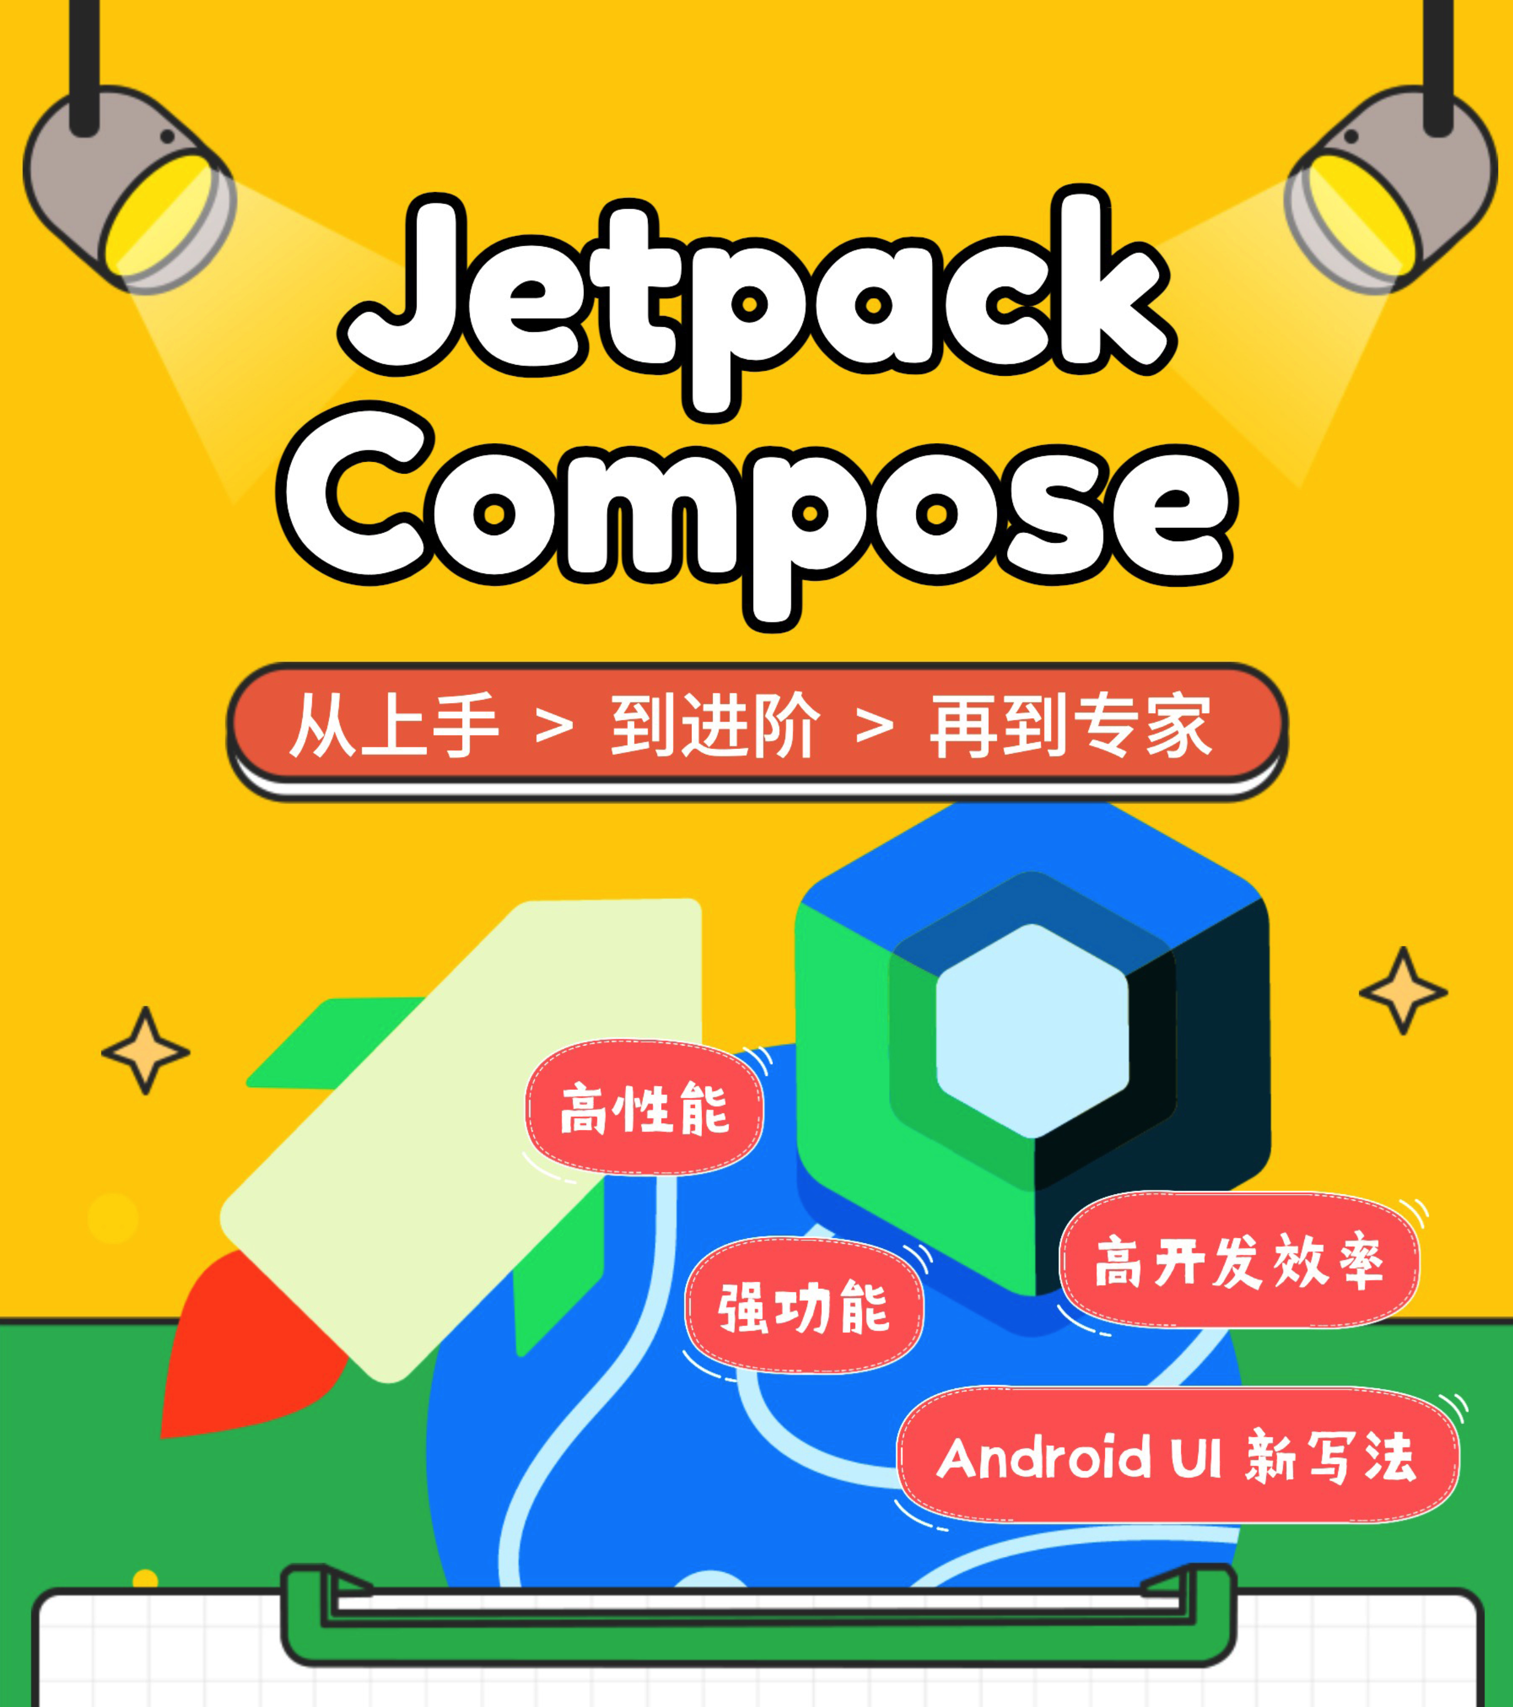 Jetpack
Compose
从上手 > 到进阶 > 再到专家
高性能
强功能
高开发效率
Android UI 新写法